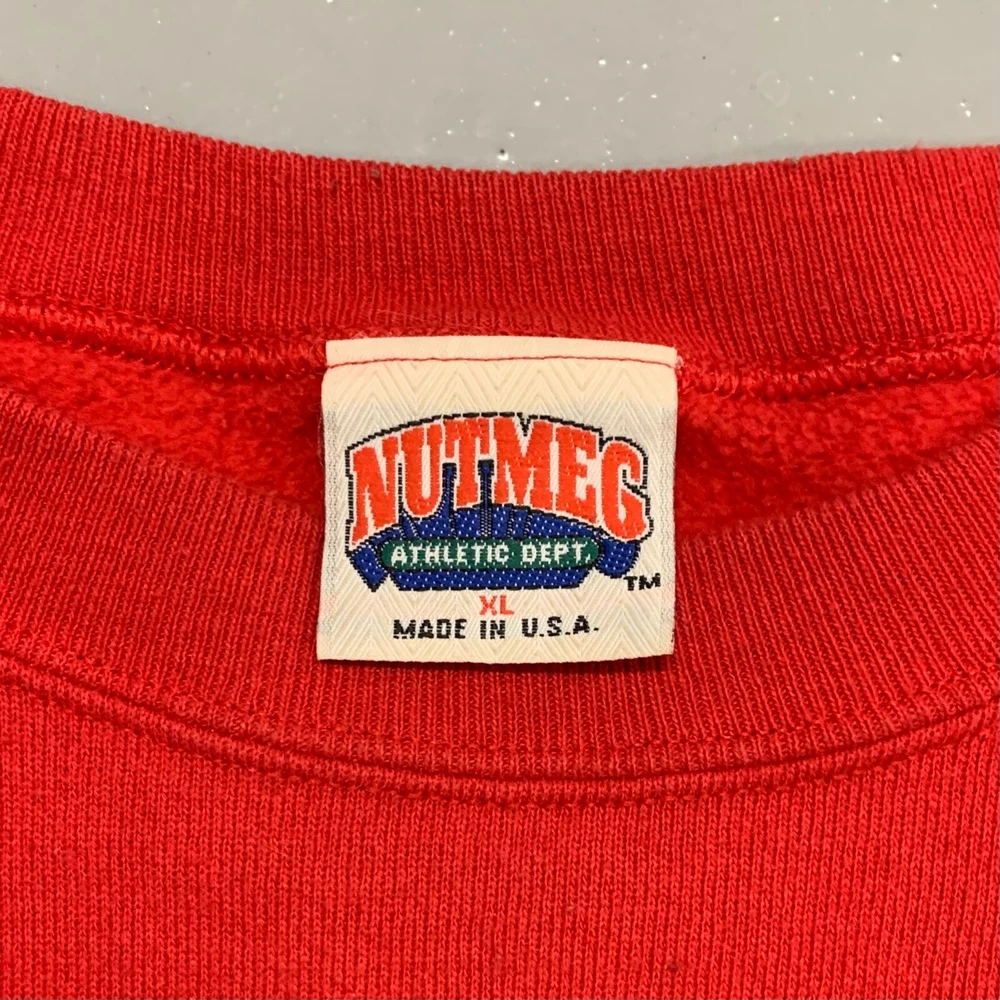 NUTMEG
ATHLETIC DEPT.
TM
XL
MADE IN U.S.A.